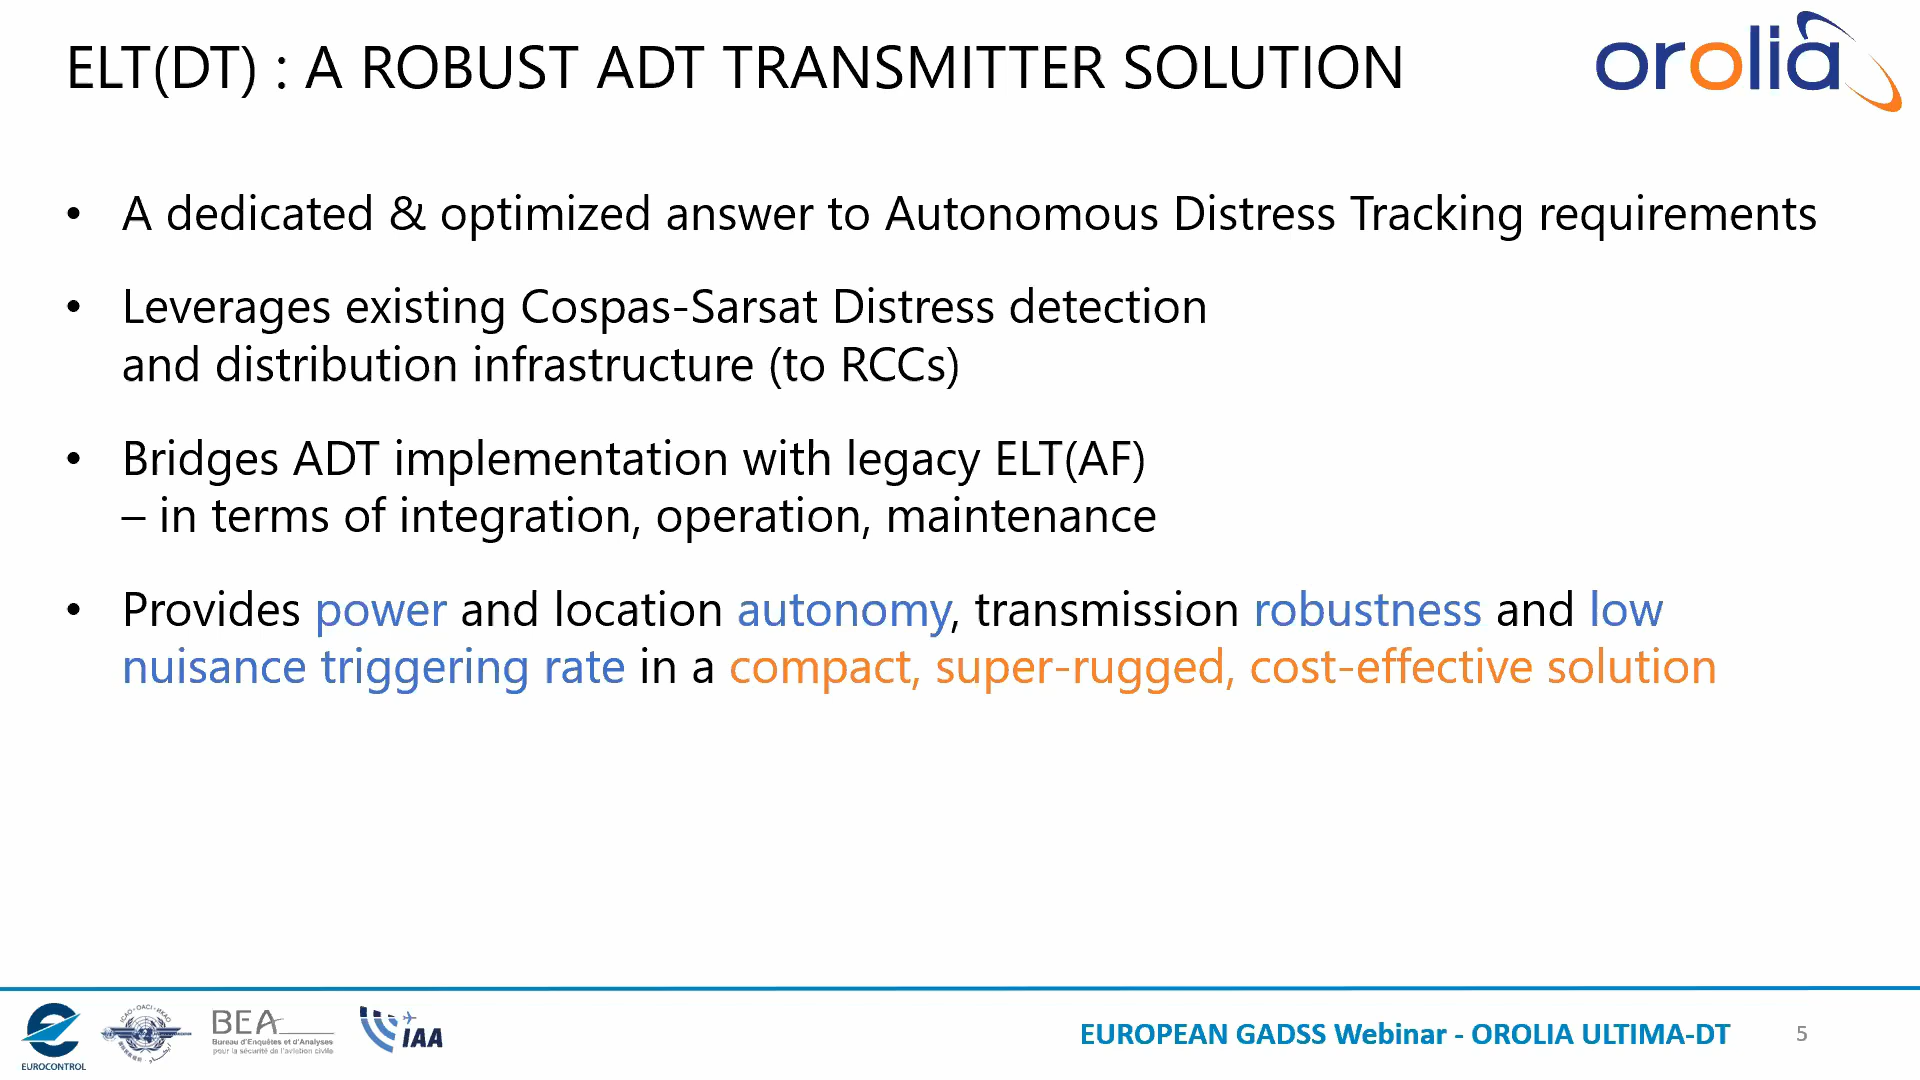 ELT(DT) : A ROBUST ADT TRANSMITTER SOLUTION
orolia
• A dedicated & optimized answer to Autonomous Distress Tracking requirements
• Leverages existing Cospas-Sarsat Distress detection
and distribution infrastructure (to RCCs)
• Bridges ADT implementation with legacy ELT(AF)
– in terms of integration, operation, maintenance
• Provides power and location autonomy, transmission robustness and low
nuisance triggering rate in a compact, super-rugged, cost-effective solution
EUROCONTROL
BEA
Bureau d'Enquêtes et d'Analyses
pour la sécurité de l'aviation civile
IAA
EUROPEAN GADSS Webinar - OROLIA ULTIMA-DT
5